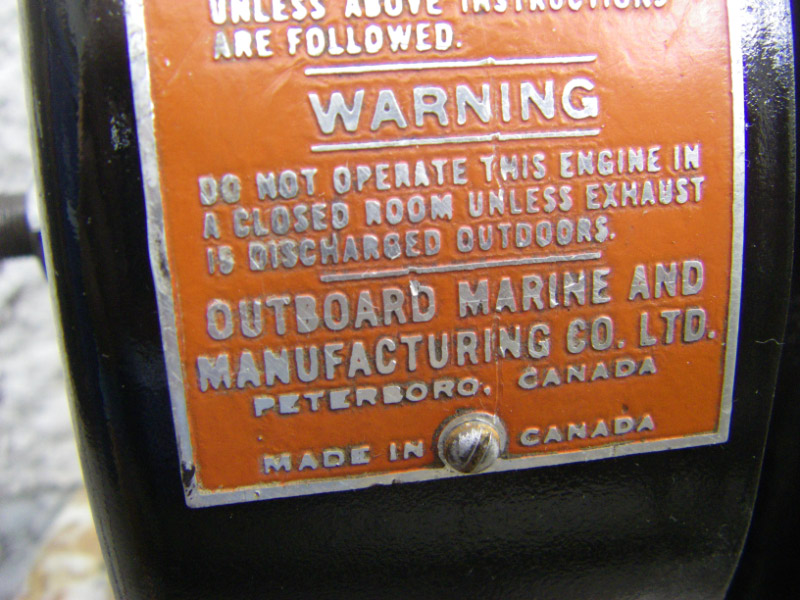 UNLESS ABOVE INSTRUCTIONS
ARE FOLLOWED.
WARNING
DO NOT OPERATE THIS ENGINE IN
A CLOSED ROOM UNLESS EXHAUST
IS DISCHARGED OUTDOORS.
OUTBOARD MARINE AND
MANUFACTURING CO. LTD.
PETERBORO, CANADA
MADE IN CANADA